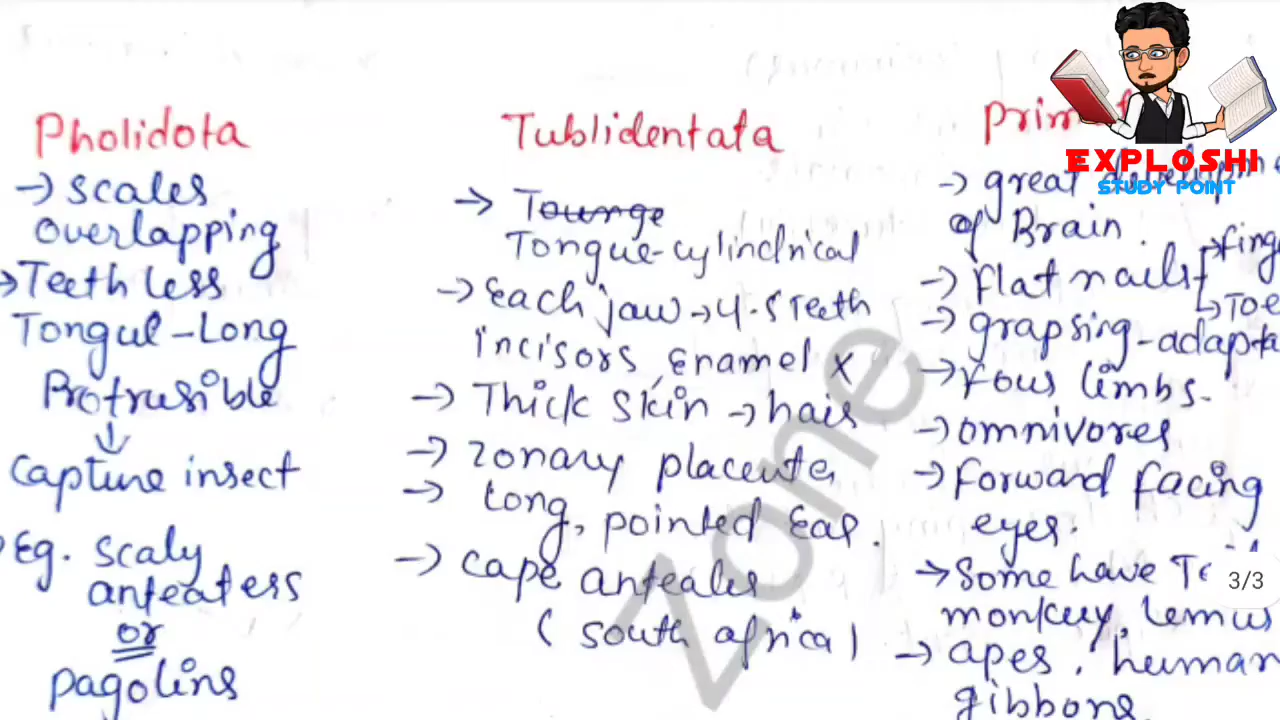 Pholidota
→ scales
overlapping
→ Teethless
Tongul - Long
Protrusible
↓
capture insect
Eg. Scaly
anteaters
or
pagolins
Tublidentata
→ Tounge
Tongue-cylindrical
→ Each jaw → 4-5 Teeth
incisors, enamel x
→ Thick skin → hair
→ zonary placenta
→ Long, pointed Ear.
→ cape anteater
( south africa )
→ great
of Brain.
→ flat nails
→ grapsing-adapta
→ four limbs.
→ omnivores
→ Forward facing
eyes.
→ Some have
monkey, lemur
→ apes, human
gibbons.
EXPLOSHI
STUDY POINT
3/3
Zone